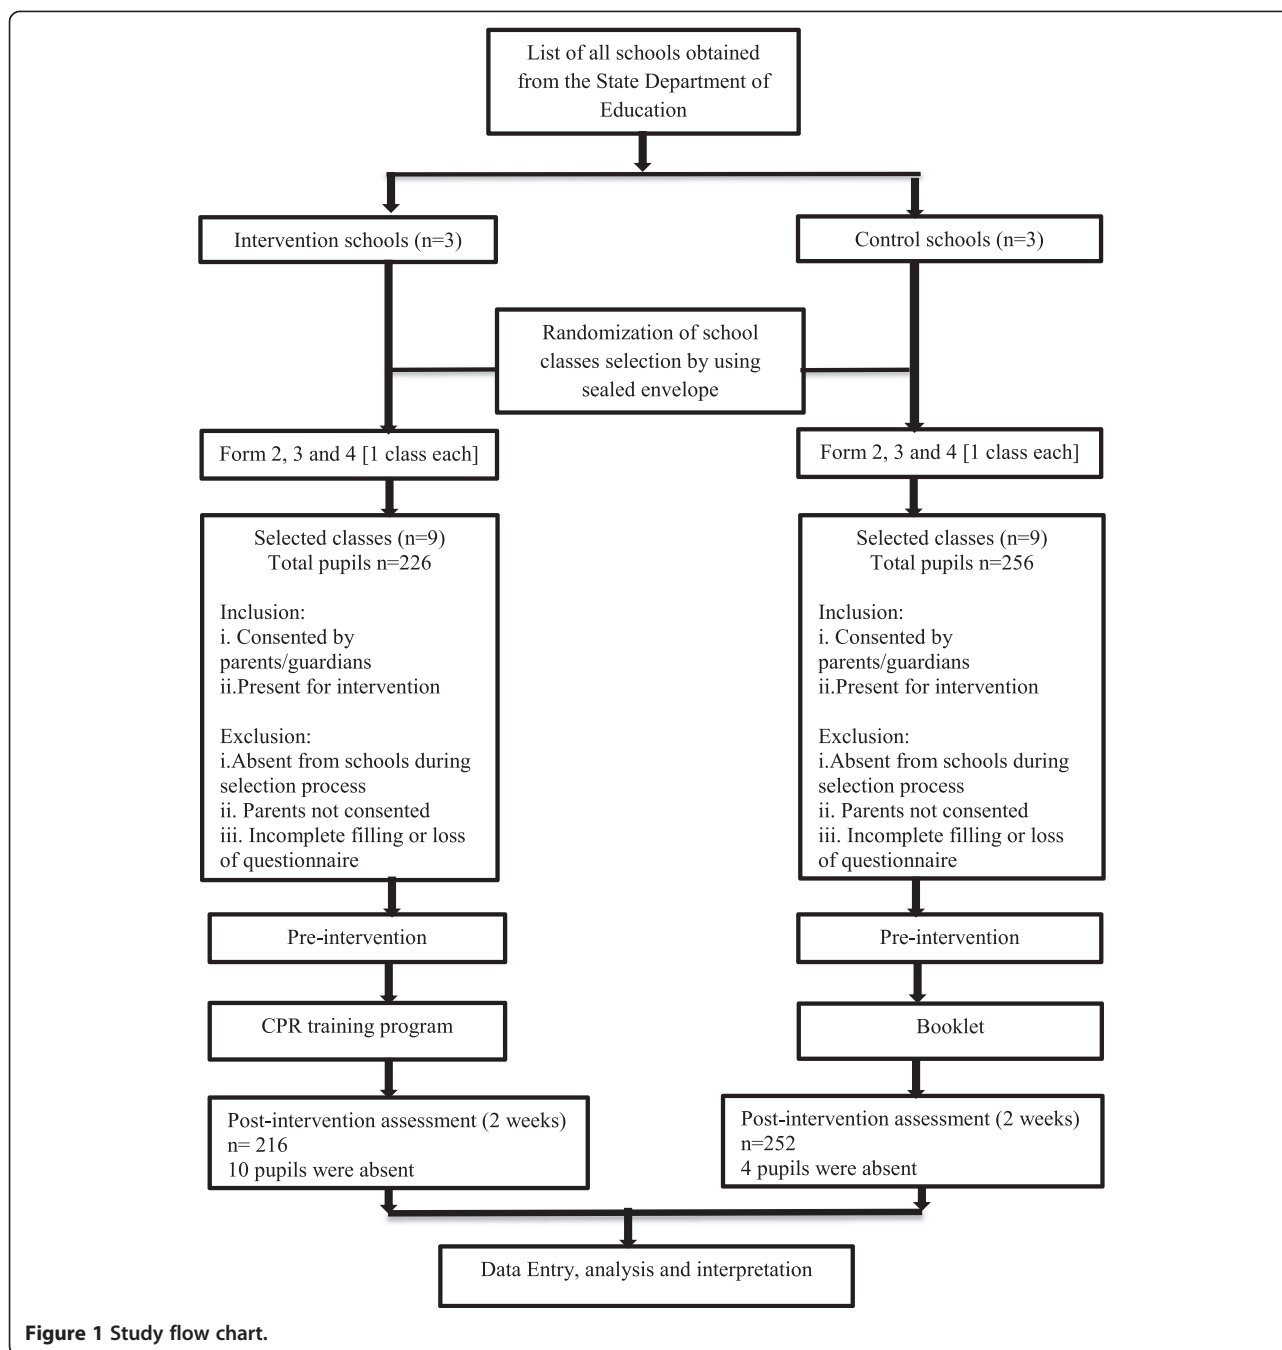 List of all schools obtained
from the State Department of
Education
Intervention schools (n=3)
Control schools (n=3)
Randomization of school
classes selection by using
sealed envelope
Form 2, 3 and 4 [1 class each]
Form 2, 3 and 4 [1 class each]
Selected classes (n=9)
Total pupils n=226
Inclusion:
i. Consented by
parents/guardians
ii.Present for intervention
Exclusion:
i.Absent from schools during
selection process
ii. Parents not consented
iii. Incomplete filling or loss
of questionnaire
Selected classes (n=9)
Total pupils n=256
Inclusion:
i. Consented by
parents/guardians
ii.Present for intervention
Exclusion:
i.Absent from schools during
selection process
ii. Parents not consented
iii. Incomplete filling or loss
of questionnaire
Pre-intervention
Pre-intervention
CPR training program
Booklet
Post-intervention assessment (2 weeks)
n= 216
10 pupils were absent
Post-intervention assessment (2 weeks)
n=252
4 pupils were absent
Data Entry, analysis and interpretation
Figure 1 Study flow chart.